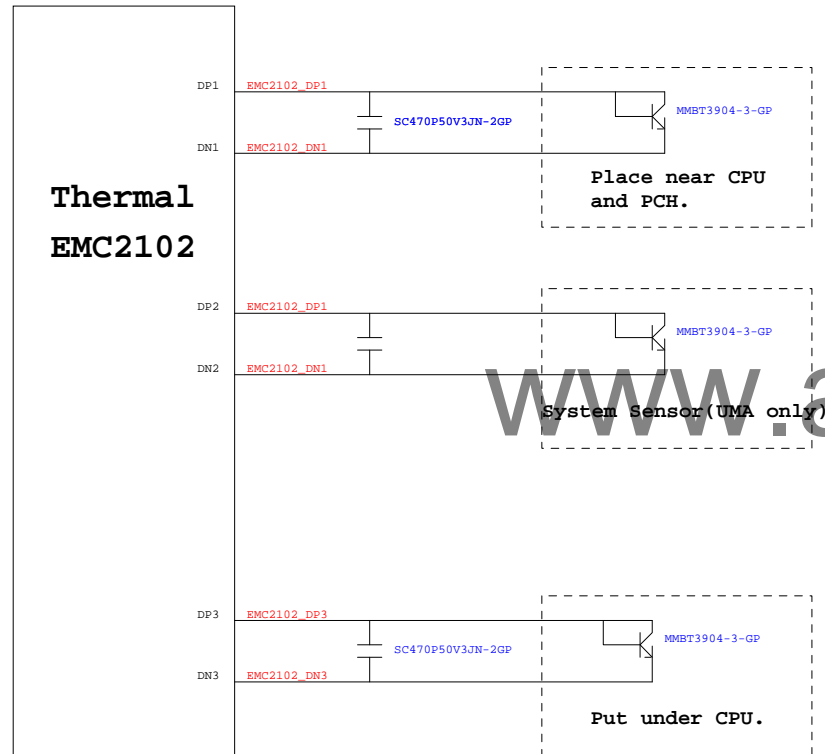 DP1 EMC2102_DP1
MMBT3904-3-GP
SC470P50V3JN-2GP
DN1 EMC2102_DN1
Place near CPU
and PCH.
Thermal
EMC2102
DP2 EMC2102_DP1
MMBT3904-3-GP
DN2 EMC2102_DN1
www.a
System Sensor(UMA only)
DP3 EMC2102_DP3
MMBT3904-3-GP
SC470P50V3JN-2GP
DN3 EMC2102_DN3
Put under CPU.